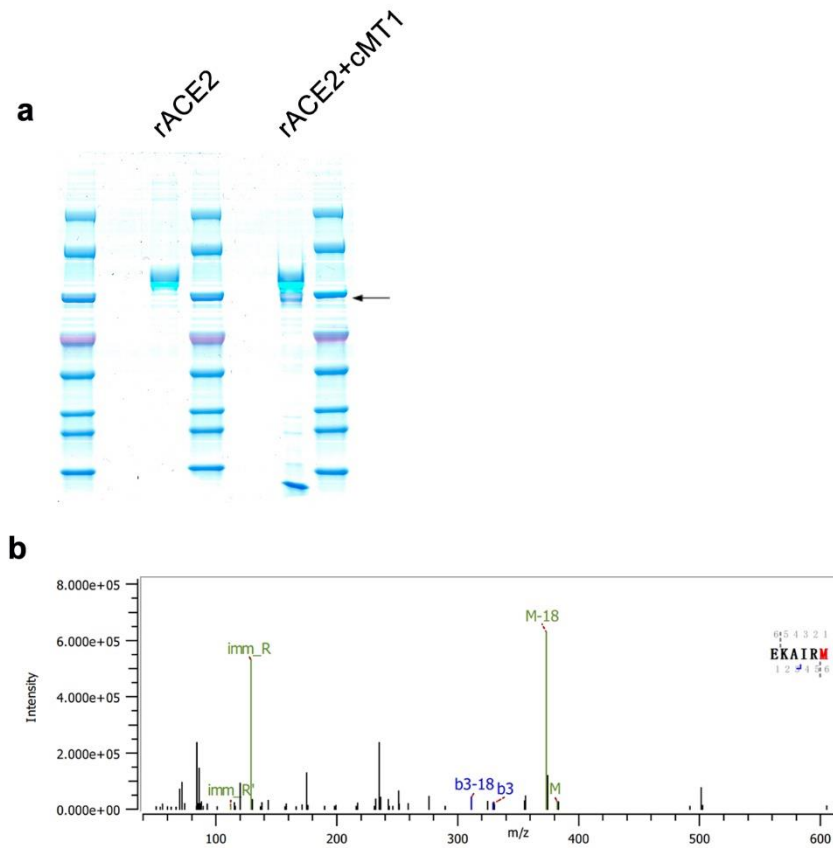 a
rACE2
rACE2+cMT1
b
8.000e+05
6.000e+05
4.000e+05
2.000e+05
0.000e+00
Intensity
imm_R
imm_R'
b3-18
b3
M-18
M
6 5 4 3 2 1
EKAIRM
1 2 3 4 5 6
100
200
300
400
500
600
m/z